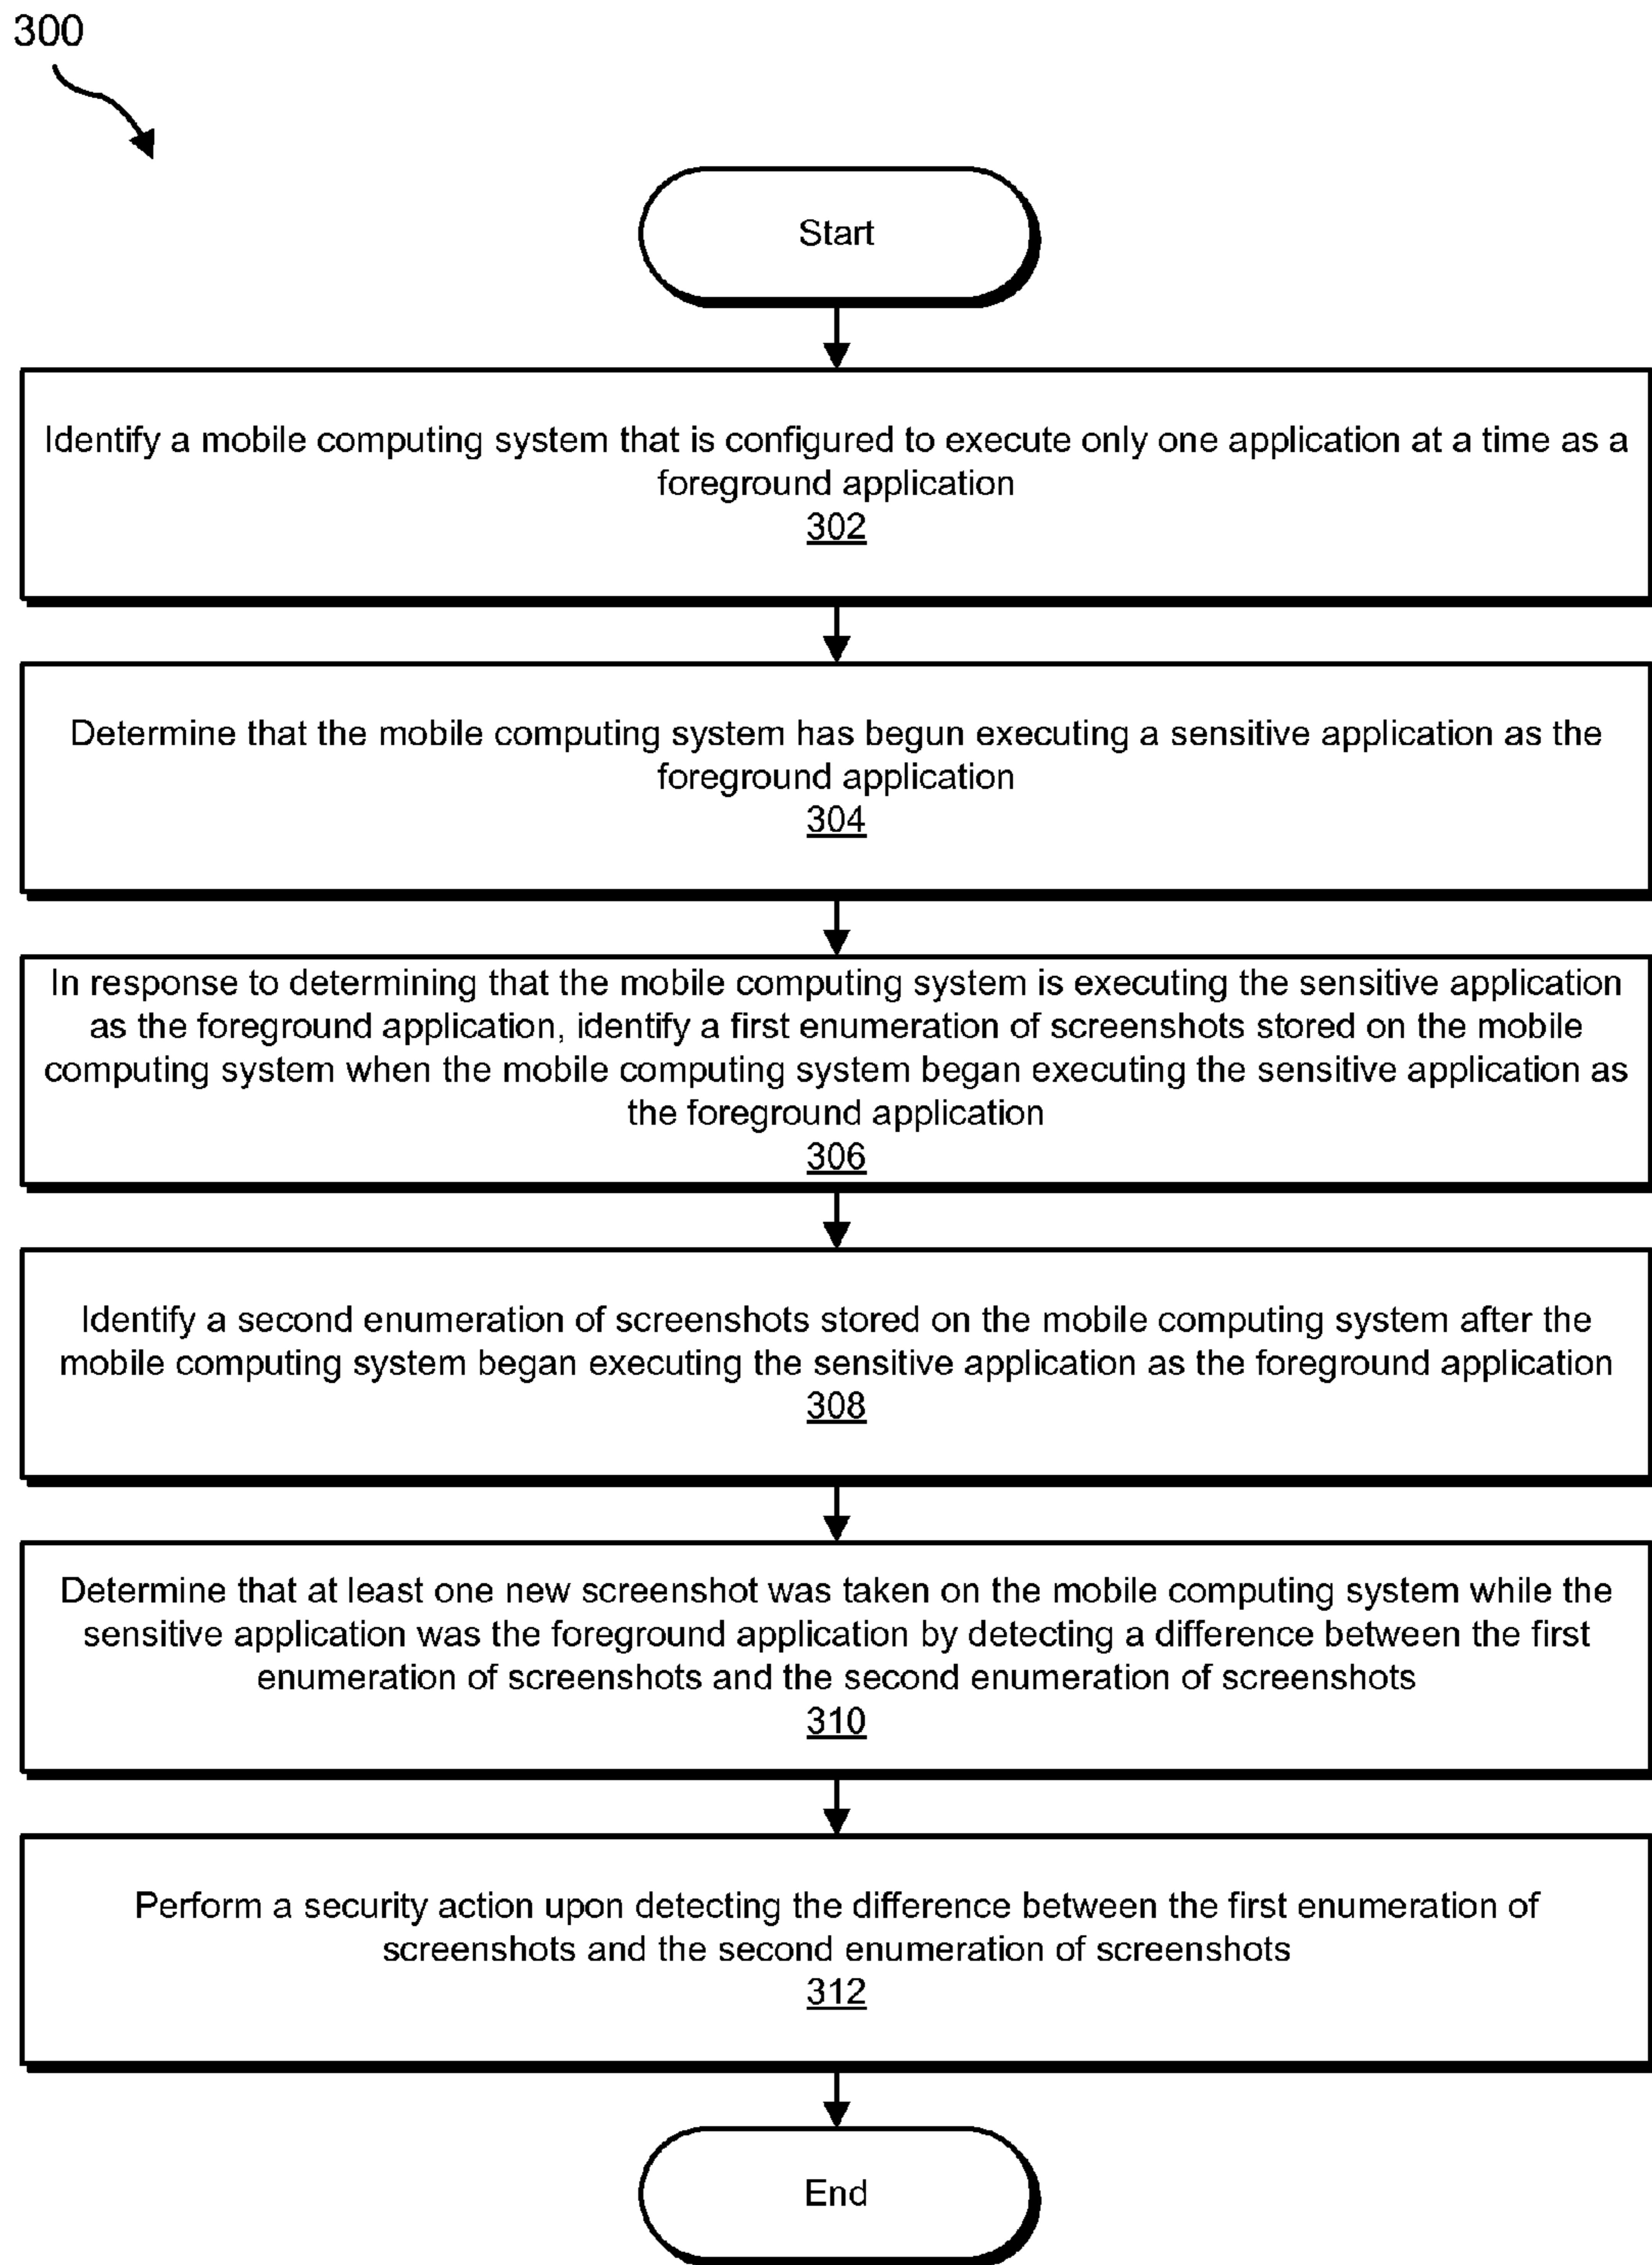 300
Start
Identify a mobile computing system that is configured to execute only one application at a time as a
foreground application
302
Determine that the mobile computing system has begun executing a sensitive application as the
foreground application
304
In response to determining that the mobile computing system is executing the sensitive application
as the foreground application, identify a first enumeration of screenshots stored on the mobile
computing system when the mobile computing system began executing the sensitive application as
the foreground application
306
Identify a second enumeration of screenshots stored on the mobile computing system after the
mobile computing system began executing the sensitive application as the foreground application
308
Determine that at least one new screenshot was taken on the mobile computing system while the
sensitive application was the foreground application by detecting a difference between the first
enumeration of screenshots and the second enumeration of screenshots
310
Perform a security action upon detecting the difference between the first enumeration of
screenshots and the second enumeration of screenshots
312
End